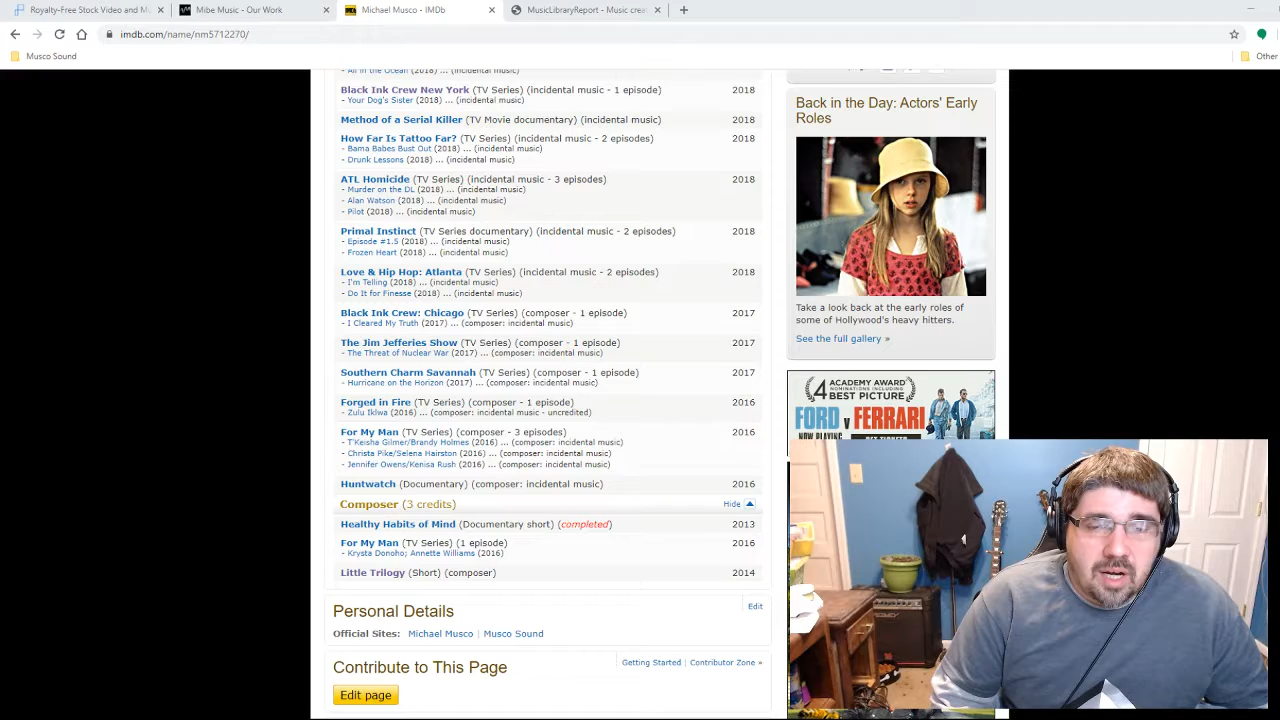 Royalty-Free Stock Video and Mu
Mibe Music - Our Work
Michael Musco - IMDb
MusicLibraryReport - Music crea
imdb.com/name/nm5712270/
Musco Sound
Other
- All in the Ocean (2018) ... (incidental music)
Black Ink Crew New York (TV Series) (incidental music - 1 episode) 2018
- Your Dog's Sister (2018) ... (incidental music)
Method of a Serial Killer (TV Movie documentary) (incidental music) 2018
How Far Is Tattoo Far? (TV Series) (incidental music - 2 episodes) 2018
- Bama Babes Bust Out (2018) ... (incidental music)
- Drunk Lessons (2018) ... (incidental music)
ATL Homicide (TV Series) (incidental music - 3 episodes) 2018
- Murder on the DL (2018) ... (incidental music)
- Alan Watson (2018) ... (incidental music)
- Pilot (2018) ... (incidental music)
Primal Instinct (TV Series documentary) (incidental music - 2 episodes) 2018
- Episode #1.5 (2018) ... (incidental music)
- Frozen Heart (2018) ... (incidental music)
Love & Hip Hop: Atlanta (TV Series) (incidental music - 2 episodes) 2018
- I'm Telling (2018) ... (incidental music)
- Do It for Finesse (2018) ... (incidental music)
Black Ink Crew: Chicago (TV Series) (composer - 1 episode) 2017
- I Cleared My Truth (2017) ... (composer: incidental music)
The Jim Jefferies Show (TV Series) (composer - 1 episode) 2017
- The Threat of Nuclear War (2017) ... (composer: incidental music)
Southern Charm Savannah (TV Series) (composer - 1 episode) 2017
- Hurricane on the Horizon (2017) ... (composer: incidental music)
Forged in Fire (TV Series) (composer - 1 episode) 2016
- Zulu Iklwa (2016) ... (composer: incidental music - uncredited)
For My Man (TV Series) (composer - 3 episodes) 2016
- T'Keisha Gilmer/Brandy Holmes (2016) ... (composer: incidental music)
- Christa Pike/Selena Hairston (2016) ... (composer: incidental music)
- Jennifer Owens/Kenisa Rush (2016) ... (composer: incidental music)
Huntwatch (Documentary) (composer: incidental music) 2016
Composer (3 credits) Hide
Healthy Habits of Mind (Documentary short) (completed) 2013
For My Man (TV Series) (1 episode) 2016
- Krysta Donoho; Annette Williams (2016)
Little Trilogy (Short) (composer) 2014
Personal Details Edit
Official Sites: Michael Musco | Musco Sound
Contribute to This Page Getting Started | Contributor Zone »
Edit page
Back in the Day: Actors' Early
Roles
Take a look back at the early roles of
some of Hollywood's heavy hitters.
See the full gallery »
4 ACADEMY AWARD
NOMINATIONS INCLUDING
BEST PICTURE
FORD v FERRARI
NOW PLAYING